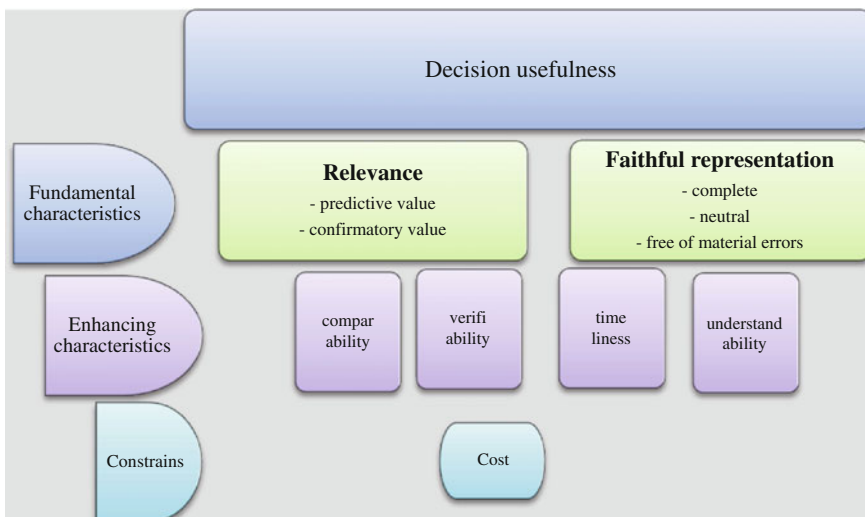 Decision usefulness
Fundamental
characteristics
Relevance
- predictive value
- confirmatory value
Faithful representation
- complete
- neutral
- free of material errors
Enhancing
characteristics
compar
ability
verifi
ability
time
liness
understand
ability
Constrains
Cost